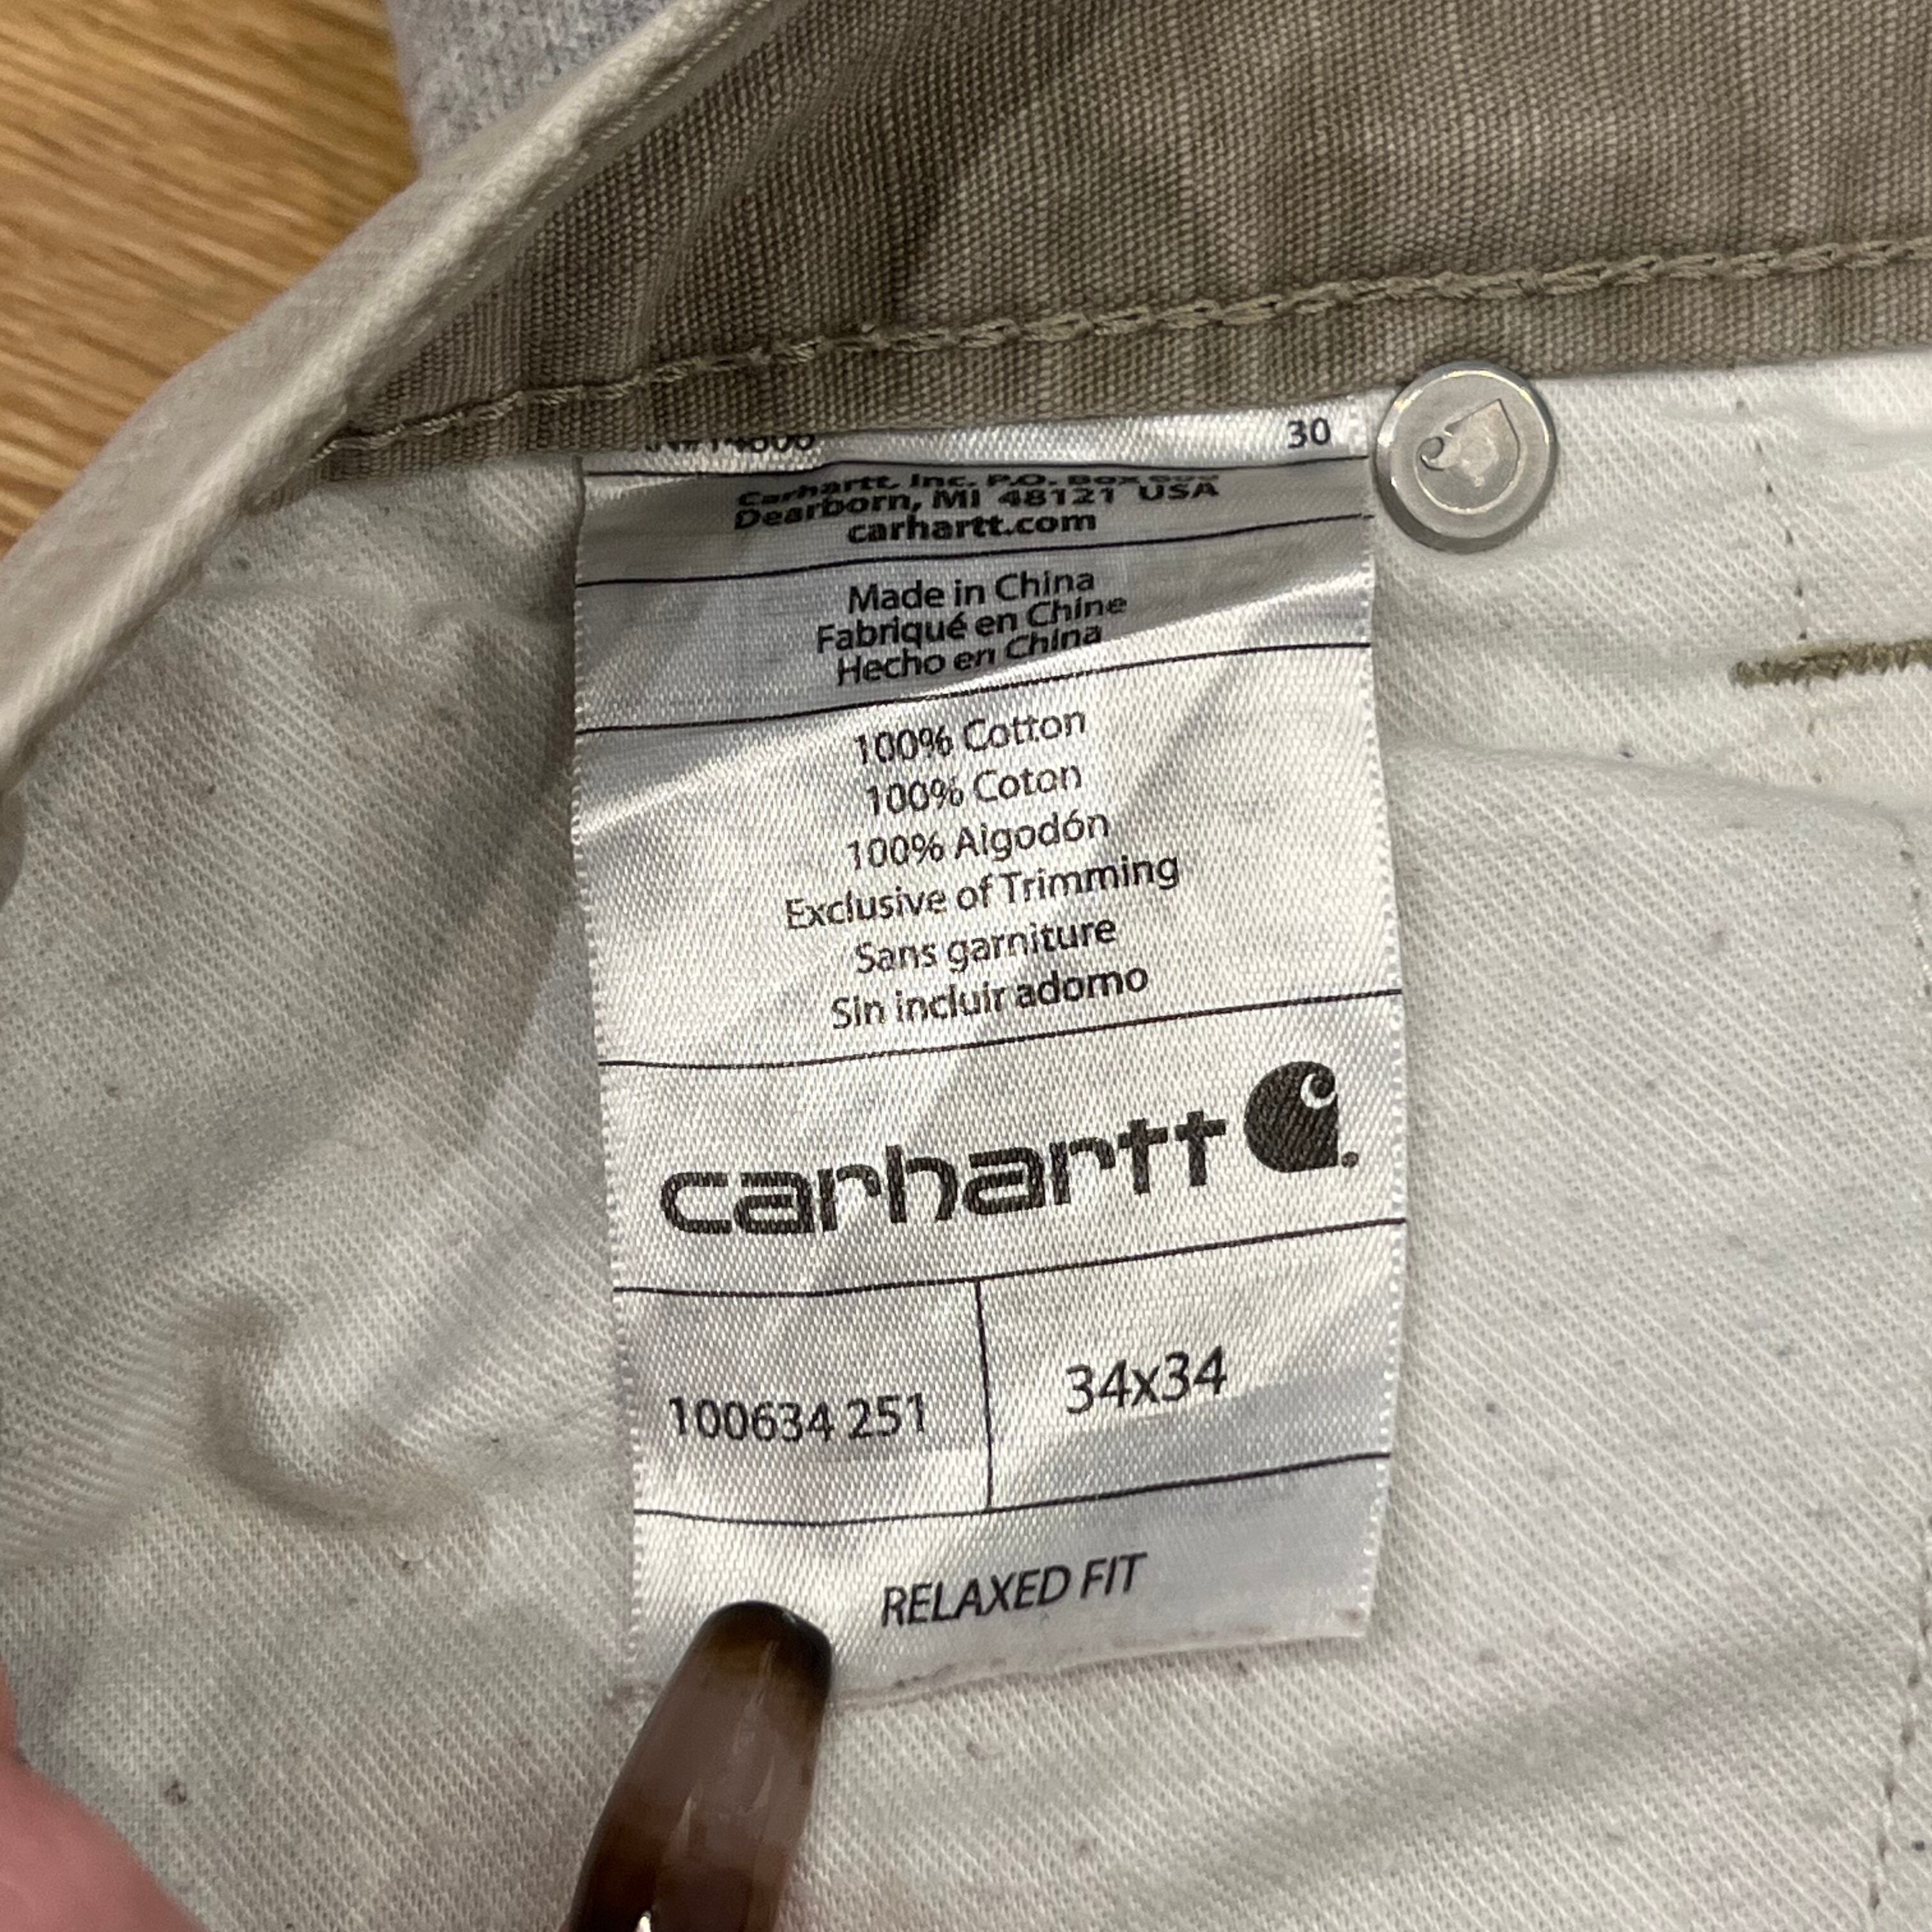 30
Carhartt, Inc. P.O. Box
Dearborn, MI 48121 USA
carhartt.com
Made in China
Fabriqué en Chine
Hecho en China
100% Cotton
100% Coton
100% Algodón
Exclusive of Trimming
Sans garniture
Sin incluir adorno
carhartt
100634 251
34x34
RELAXED FIT